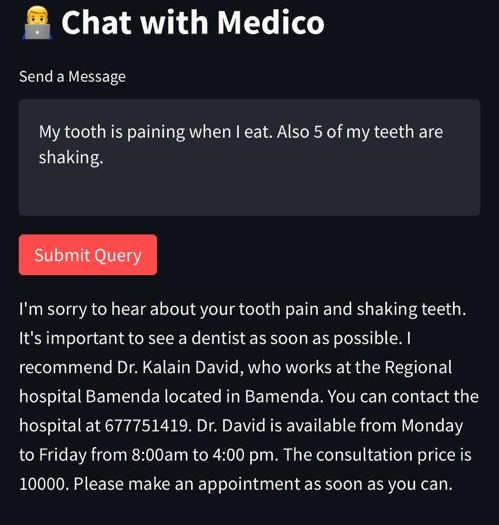 Chat with Medico
Send a Message
My tooth is paining when I eat. Also 5 of my teeth are
shaking.
Submit Query
I'm sorry to hear about your tooth pain and shaking teeth.
It's important to see a dentist as soon as possible. I
recommend Dr. Kalain David, who works at the Regional
hospital Bamenda located in Bamenda. You can contact the
hospital at 677751419. Dr. David is available from Monday
to Friday from 8:00am to 4:00 pm. The consultation price is
10000. Please make an appointment as soon as you can.